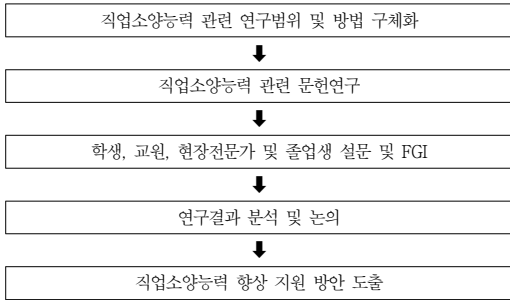 직업소양능력 관련 연구범위 및 방법 구체화
직업소양능력 관련 문헌연구
학생, 교원, 현장전문가 및 졸업생 설문 및 FGI
연구결과 분석 및 논의
직업소양능력 향상 지원 방안 도출